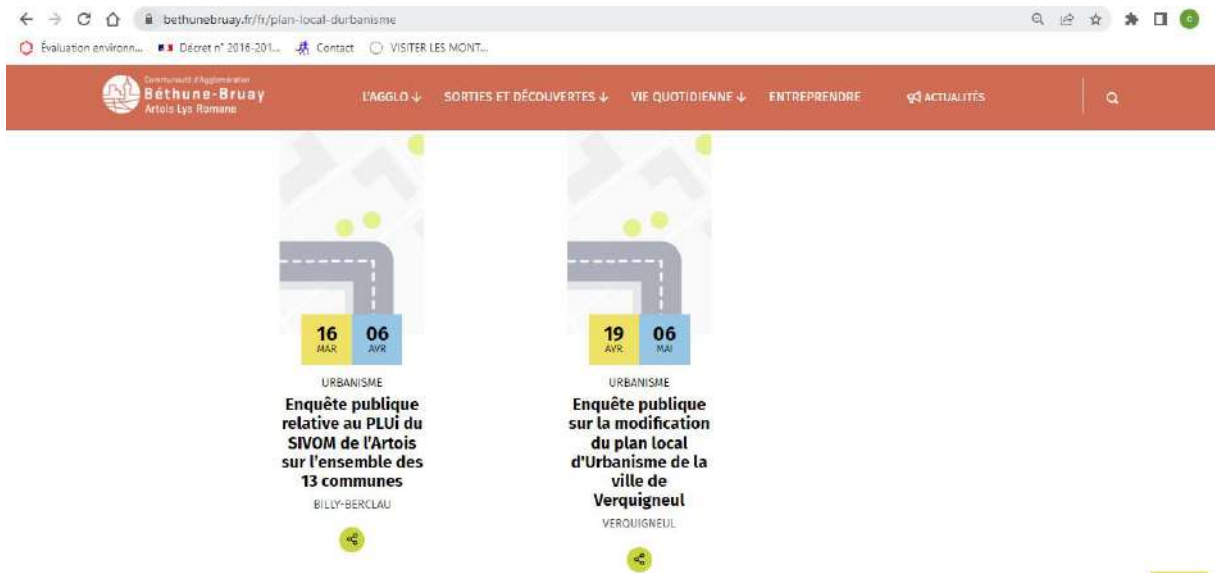 bethunebruay.fr/fr/plan-local-durbanisme
Évaluation environn... Décret n° 2016-201... Contact VISITER LES MONT...
Communauté d'Agglomération
Béthune-Bruay
Artois Lys Romane
L'AGGLO ↓ SORTIES ET DÉCOUVERTES ↓ VIE QUOTIDIENNE ↓ ENTREPRENDRE ACTUALITÉS
16 MAR
06 AVR
URBANISME
Enquête publique
relative au PLUi du
SIVOM de l'Artois
sur l'ensemble des
13 communes
BILLY-BERCLAU
19 AVR.
06 MAI
URBANISME
Enquête publique
sur la modification
du plan local
d'Urbanisme de la
ville de
Verquigneul
VERQUIGNEUL